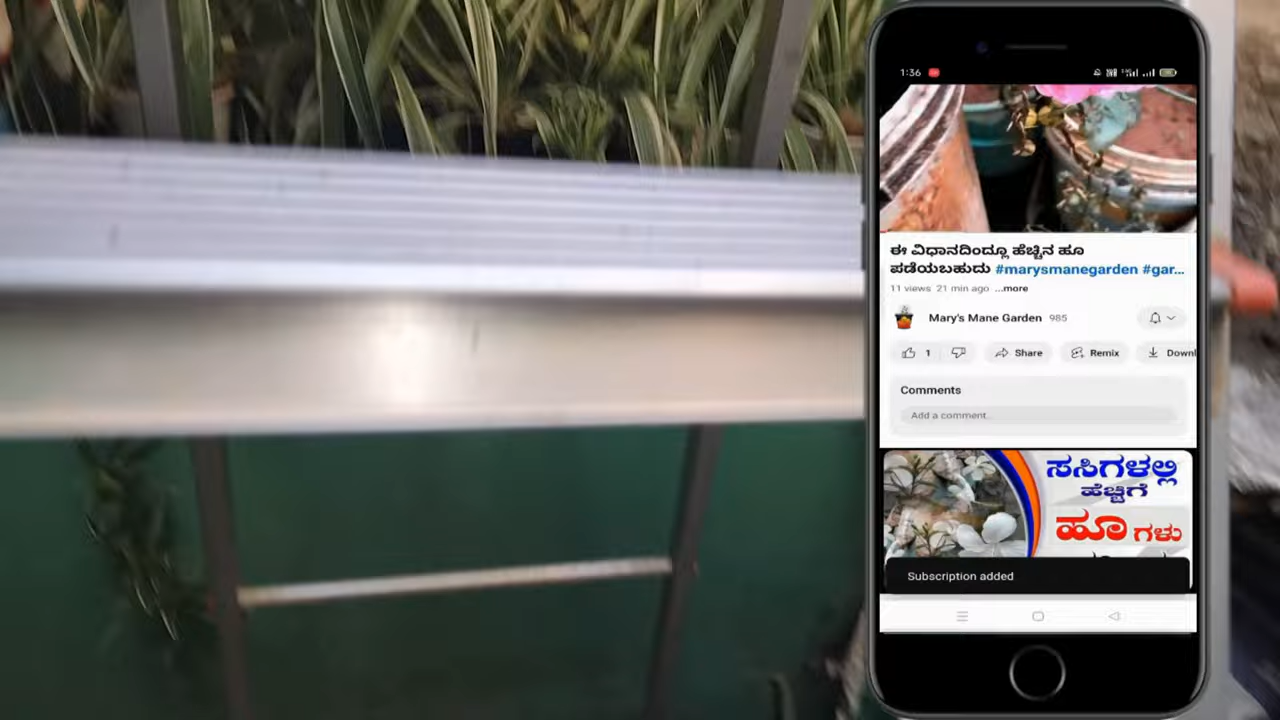 1:36
ಈ ವಿಧಾನದಿಂದ್ಲೂ ಹೆಚ್ಚಿನ ಹೂ
ಪಡೆಯಬಹುದು #marysmanegarden #gar...
11 views 21 min ago ...more
Mary's Mane Garden 985
1 Share Remix Downl
Comments
Add a comment..
ಸಸಿಗಳಲ್ಲಿ
ಹೆಚ್ಚಿಗೆ
ಹೂ ಗಳು
Subscription added